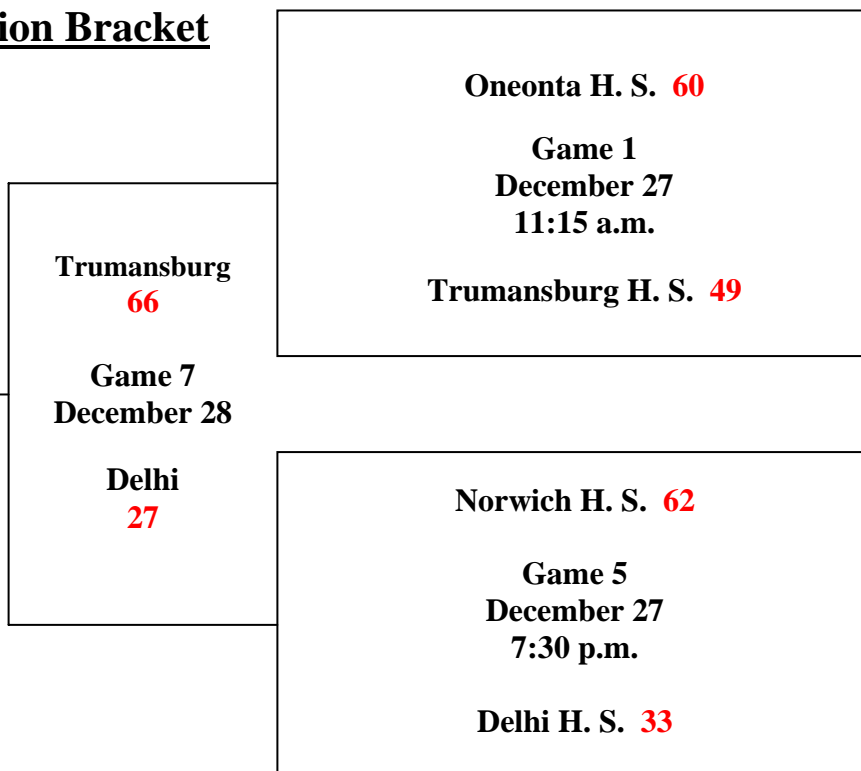 ion Bracket
Oneonta H. S. 60
Game 1
December 27
11:15 a.m.
Trumansburg H. S. 49
Trumansburg
66
Game 7
December 28
Delhi
27
Norwich H. S. 62
Game 5
December 27
7:30 p.m.
Delhi H. S. 33